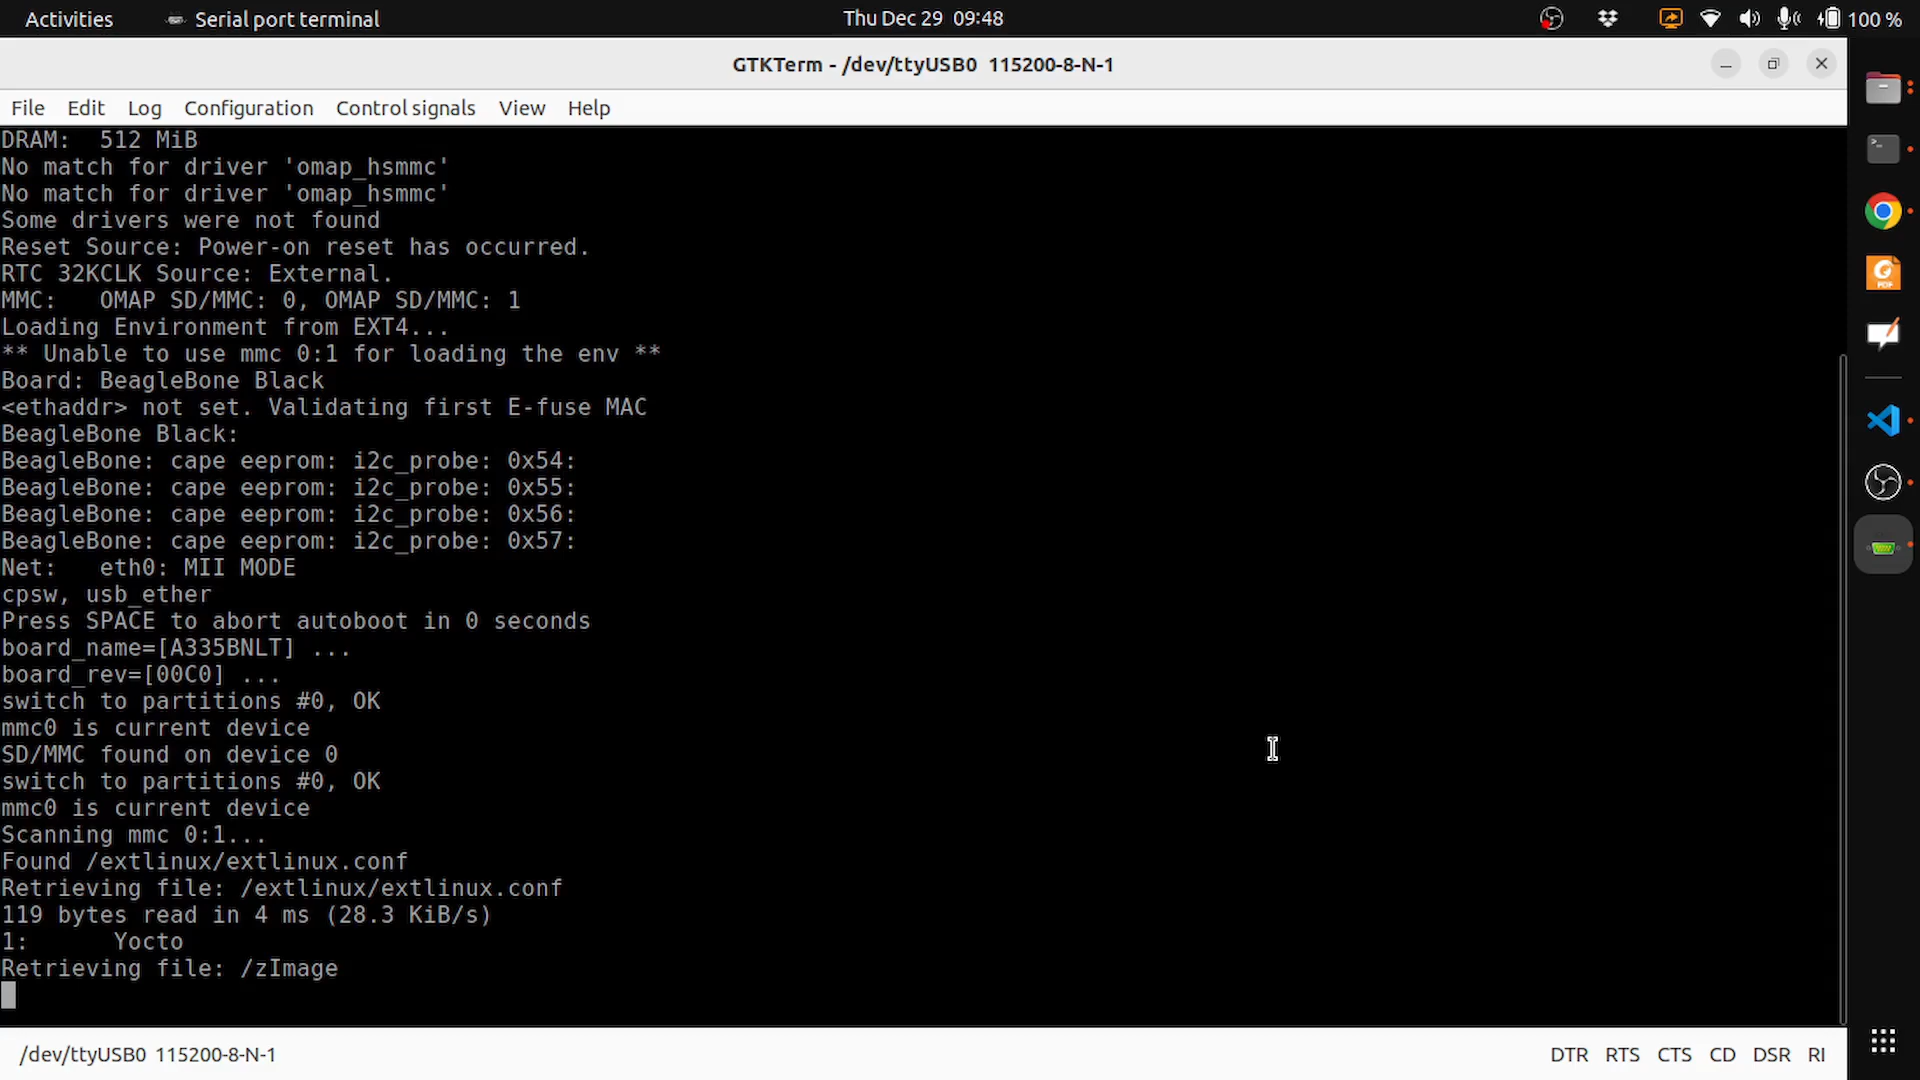 Activities
Serial port terminal
Thu Dec 29 09:48
100 %
GTKTerm - /dev/ttyUSB0 115200-8-N-1
File Edit Log Configuration Control signals View Help
DRAM:  512 MiB
No match for driver 'omap_hsmmc'
No match for driver 'omap_hsmmc'
Some drivers were not found
Reset Source: Power-on reset has occurred.
RTC 32KCLK Source: External.
MMC:   OMAP SD/MMC: 0, OMAP SD/MMC: 1
Loading Environment from EXT4...
** Unable to use mmc 0:1 for loading the env **
Board: BeagleBone Black
<ethaddr> not set. Validating first E-fuse MAC
BeagleBone Black:
BeagleBone: cape eeprom: i2c_probe: 0x54:
BeagleBone: cape eeprom: i2c_probe: 0x55:
BeagleBone: cape eeprom: i2c_probe: 0x56:
BeagleBone: cape eeprom: i2c_probe: 0x57:
Net:   eth0: MII MODE
cpsw, usb_ether
Press SPACE to abort autoboot in 0 seconds
board_name=[A335BNLT] ...
board_rev=[00C0] ...
switch to partitions #0, OK
mmc0 is current device
SD/MMC found on device 0
switch to partitions #0, OK
mmc0 is current device
Scanning mmc 0:1...
Found /extlinux/extlinux.conf
Retrieving file: /extlinux/extlinux.conf
119 bytes read in 4 ms (28.3 KiB/s)
1:      Yocto
Retrieving file: /zImage
PDF
/dev/ttyUSB0 115200-8-N-1
DTR RTS CTS CD DSR RI